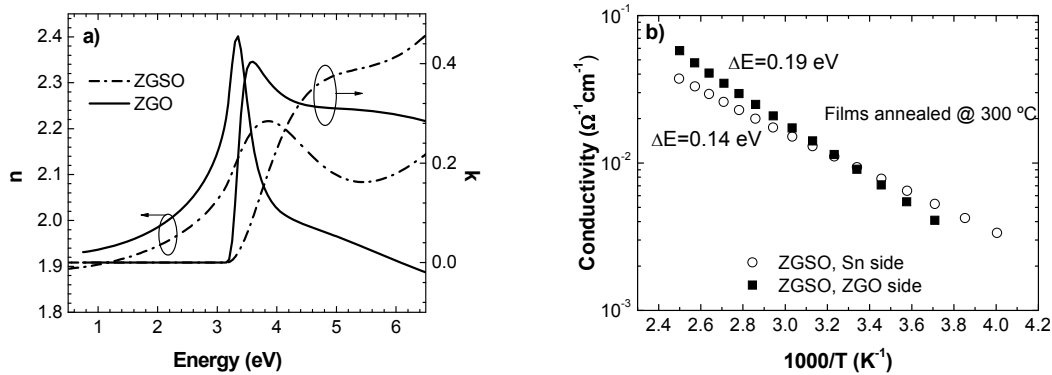 a)
ZGSO
ZGO
2.4
2.3
2.2
2.1
2.0
1.9
1.8
n
0.4
0.2
0.0
k
1 2 3 4 5 6
Energy (eV)
b)
ΔE=0.19 eV
Films annealed @ 300 ºC
ΔE=0.14 eV
ZGSO, Sn side
ZGSO, ZGO side
10⁻¹
10⁻²
10⁻³
Conductivity (Ω⁻¹cm⁻¹)
2.4 2.6 2.8 3.0 3.2 3.4 3.6 3.8 4.0 4.2
1000/T (K⁻¹)